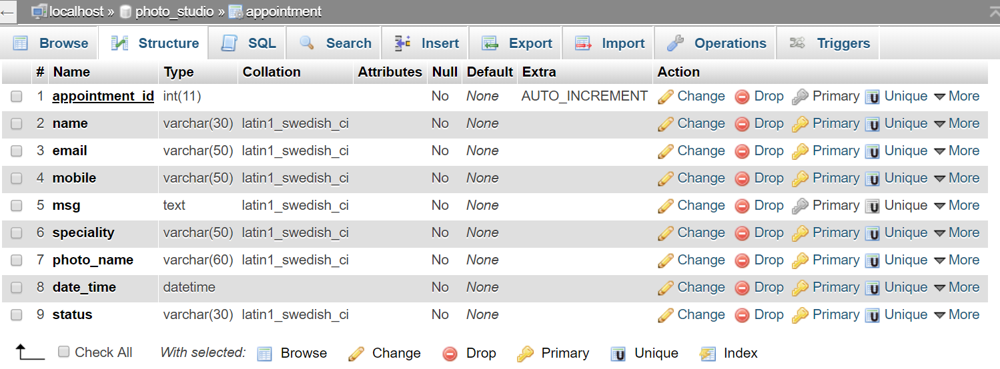 localhost » photo_studio » appointment
Browse Structure SQL Search Insert Export Import Operations Triggers
# Name Type Collation Attributes Null Default Extra Action
1 appointment_id int(11) No None AUTO_INCREMENT Change Drop Primary Unique More
2 name varchar(30) latin1_swedish_ci No None Change Drop Primary Unique More
3 email varchar(50) latin1_swedish_ci No None Change Drop Primary Unique More
4 mobile varchar(50) latin1_swedish_ci No None Change Drop Primary Unique More
5 msg text latin1_swedish_ci No None Change Drop Primary Unique More
6 speciality varchar(50) latin1_swedish_ci No None Change Drop Primary Unique More
7 photo_name varchar(60) latin1_swedish_ci No None Change Drop Primary Unique More
8 date_time datetime No None Change Drop Primary Unique More
9 status varchar(30) latin1_swedish_ci No None Change Drop Primary Unique More
Check All With selected: Browse Change Drop Primary Unique Index